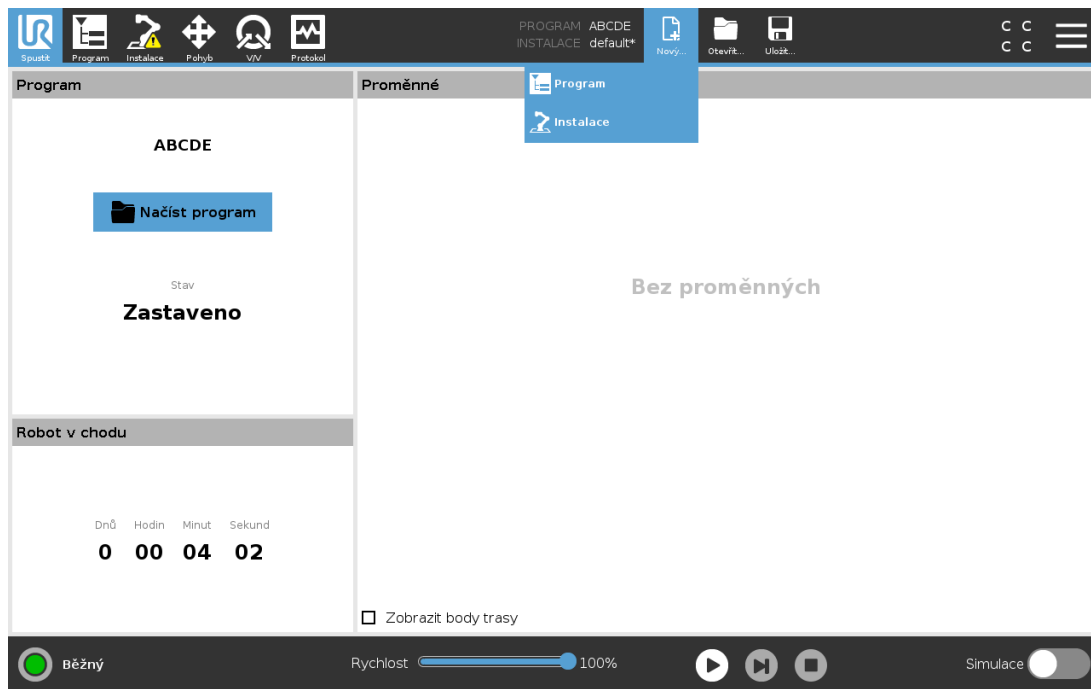 UR
Spustit
Program
Instalace
Pohyb
V/V
Protokol
PROGRAM ABCDE
INSTALACE default*
Nový...
Otevřít...
Uložit...
C C
C C
Program
Instalace
Program
ABCDE
Načíst program
Stav
Zastaveno
Proměnné
Bez proměnných
Robot v chodu
Dnů Hodin Minut Sekund
0 00 04 02
Zobrazit body trasy
Běžný
Rychlost 100%
Simulace